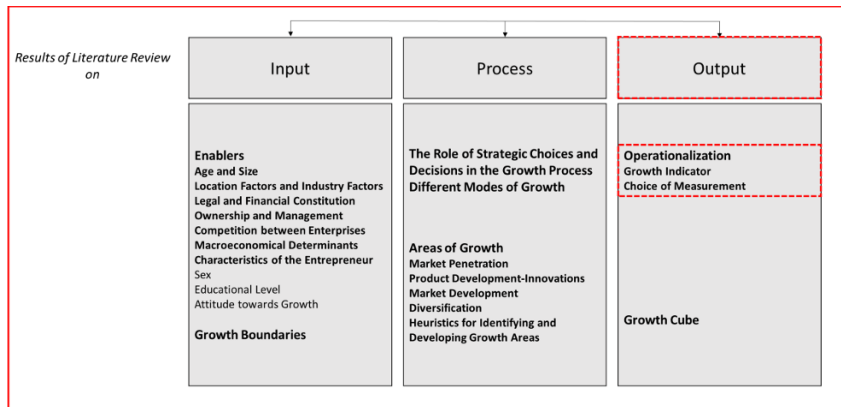 Results of Literature Review
on
Input
Process
Output
Enablers
Age and Size
Location Factors and Industry Factors
Legal and Financial Constitution
Ownership and Management
Competition between Enterprises
Macroeconomical Determinants
Characteristics of the Entrepreneur
Sex
Educational Level
Attitude towards Growth
Growth Boundaries
The Role of Strategic Choices and
Decisions in the Growth Process
Different Modes of Growth
Areas of Growth
Market Penetration
Product Development-Innovations
Market Development
Diversification
Heuristics for Identifying and
Developing Growth Areas
Operationalization
Growth Indicator
Choice of Measurement
Growth Cube